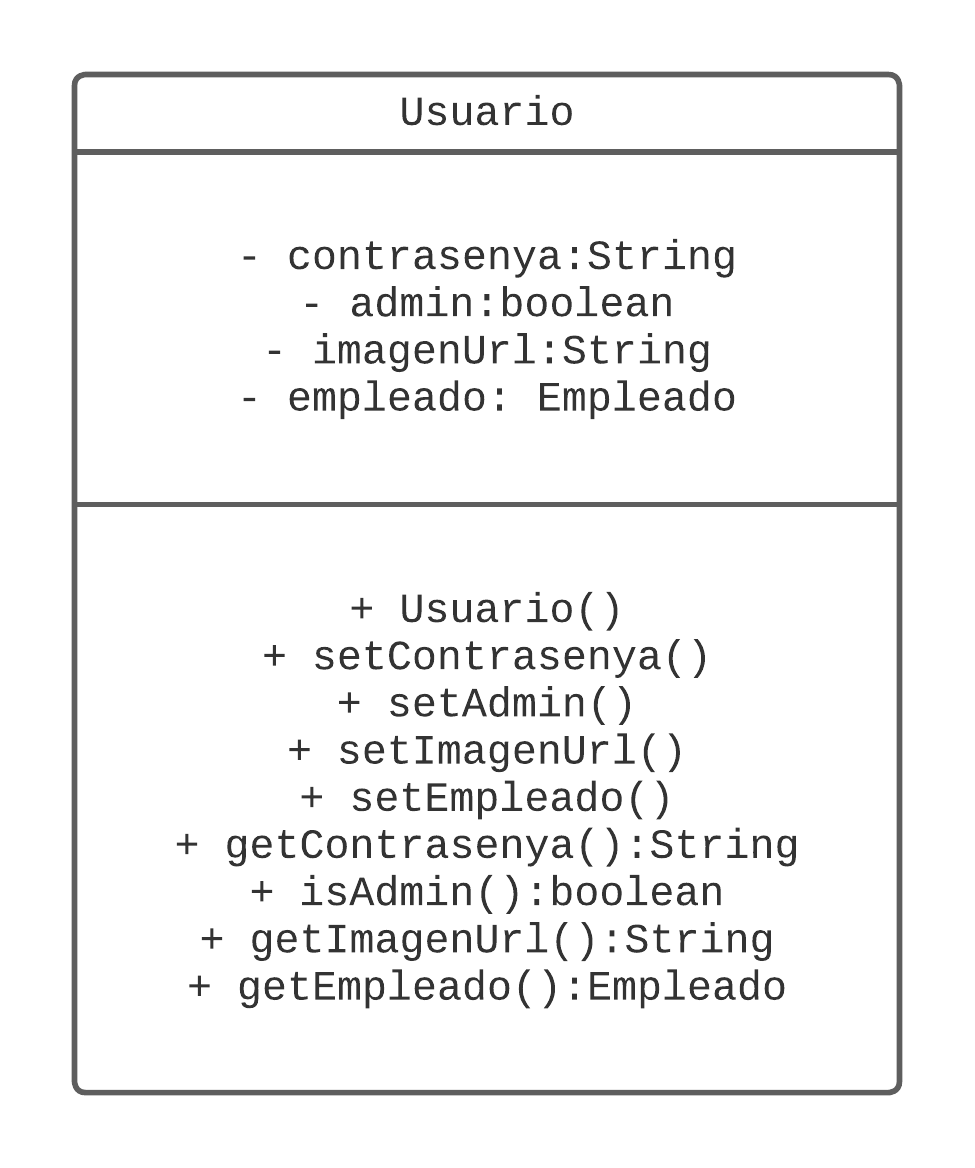 Usuario
- contrasenya:String
- admin:boolean
- imagenUrl:String
- empleado: Empleado
+ Usuario()
+ setContrasenya()
+ setAdmin()
+ setImagenUrl()
+ setEmpleado()
+ getContrasenya():String
+ isAdmin():boolean
+ getImagenUrl():String
+ getEmpleado():Empleado